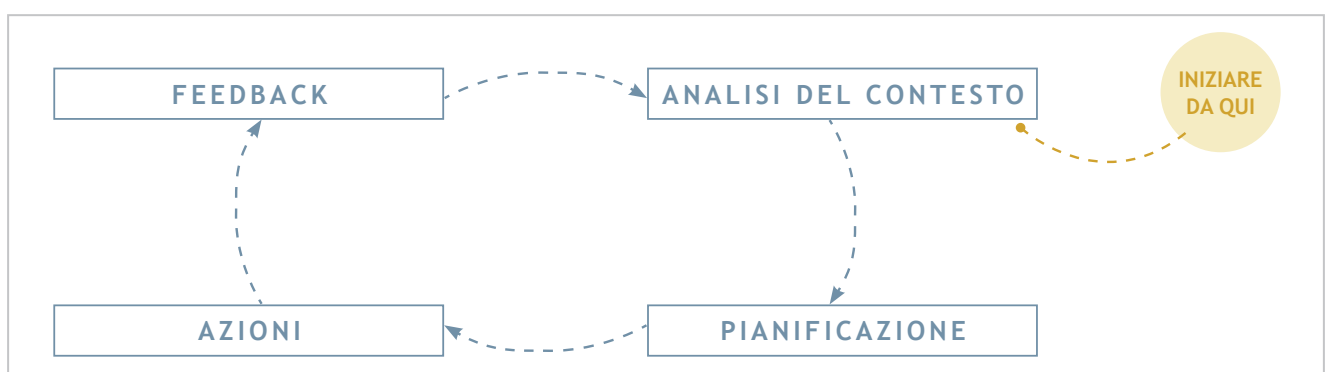 FEEDBACK
ANALISI DEL CONTESTO
INIZIARE
DA QUI
AZIONI
PIANIFICAZIONE